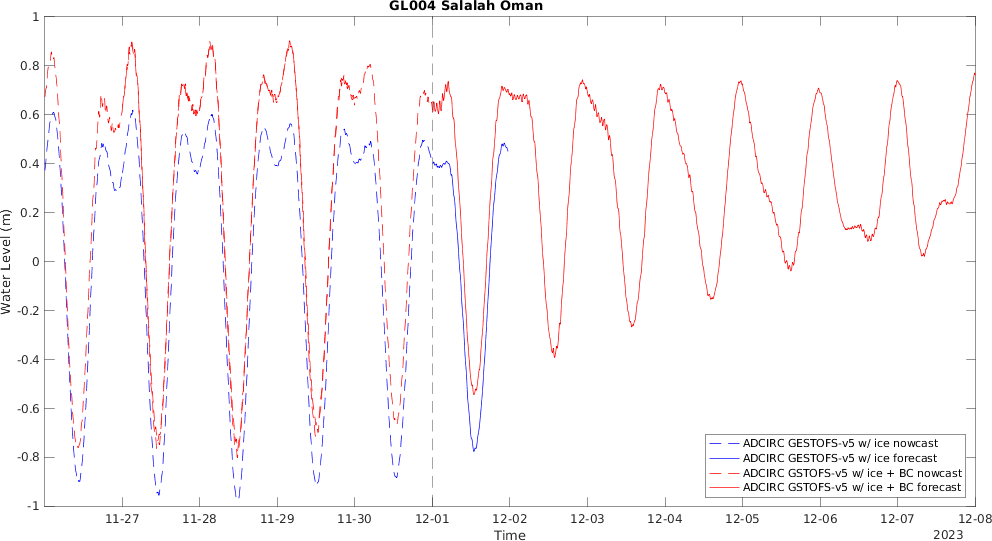 GL004 Salalah Oman
1
0.8
0.6
0.4
0.2
0
-0.2
-0.4
-0.6
-0.8
-1
Water Level (m)
11-27 11-28 11-29 11-30 12-01 12-02 12-03 12-04 12-05 12-06 12-07 12-08
Time
2023
ADCIRC GESTOFS-v5 w/ ice nowcast
ADCIRC GESTOFS-v5 w/ ice forecast
ADCIRC GSTOFS-v5 w/ ice + BC nowcast
ADCIRC GSTOFS-v5 w/ ice + BC forecast